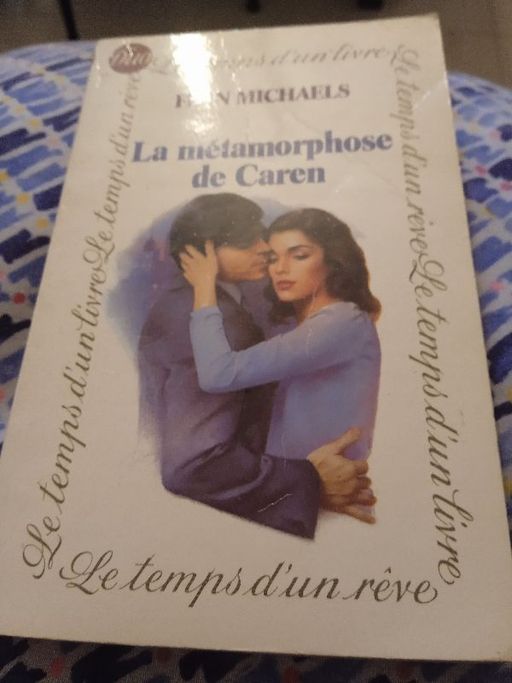 Le temps d'un livre
FERN MICHAELS
La métamorphose
de Caren
Le temps d'un livre Le temps d'un rêve
Le temps d'un rêve Le temps d'un livre
Le temps d'un rêve